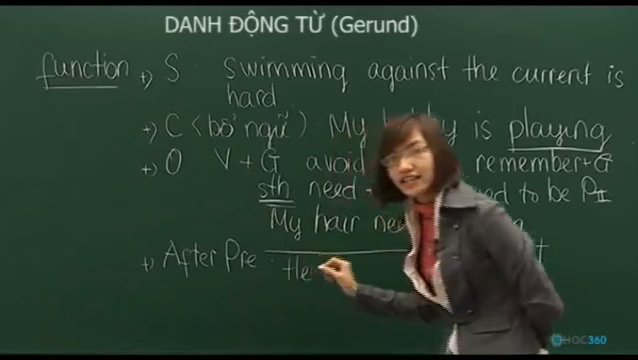 DANH ĐỘNG TỪ (Gerund)
function +) S swimming against the current is
hard
+) C <bổ ngữ> My is playing
+) O V + G avoid remember + G
sth need to be PII
My hair
+) After Pre
HOC360